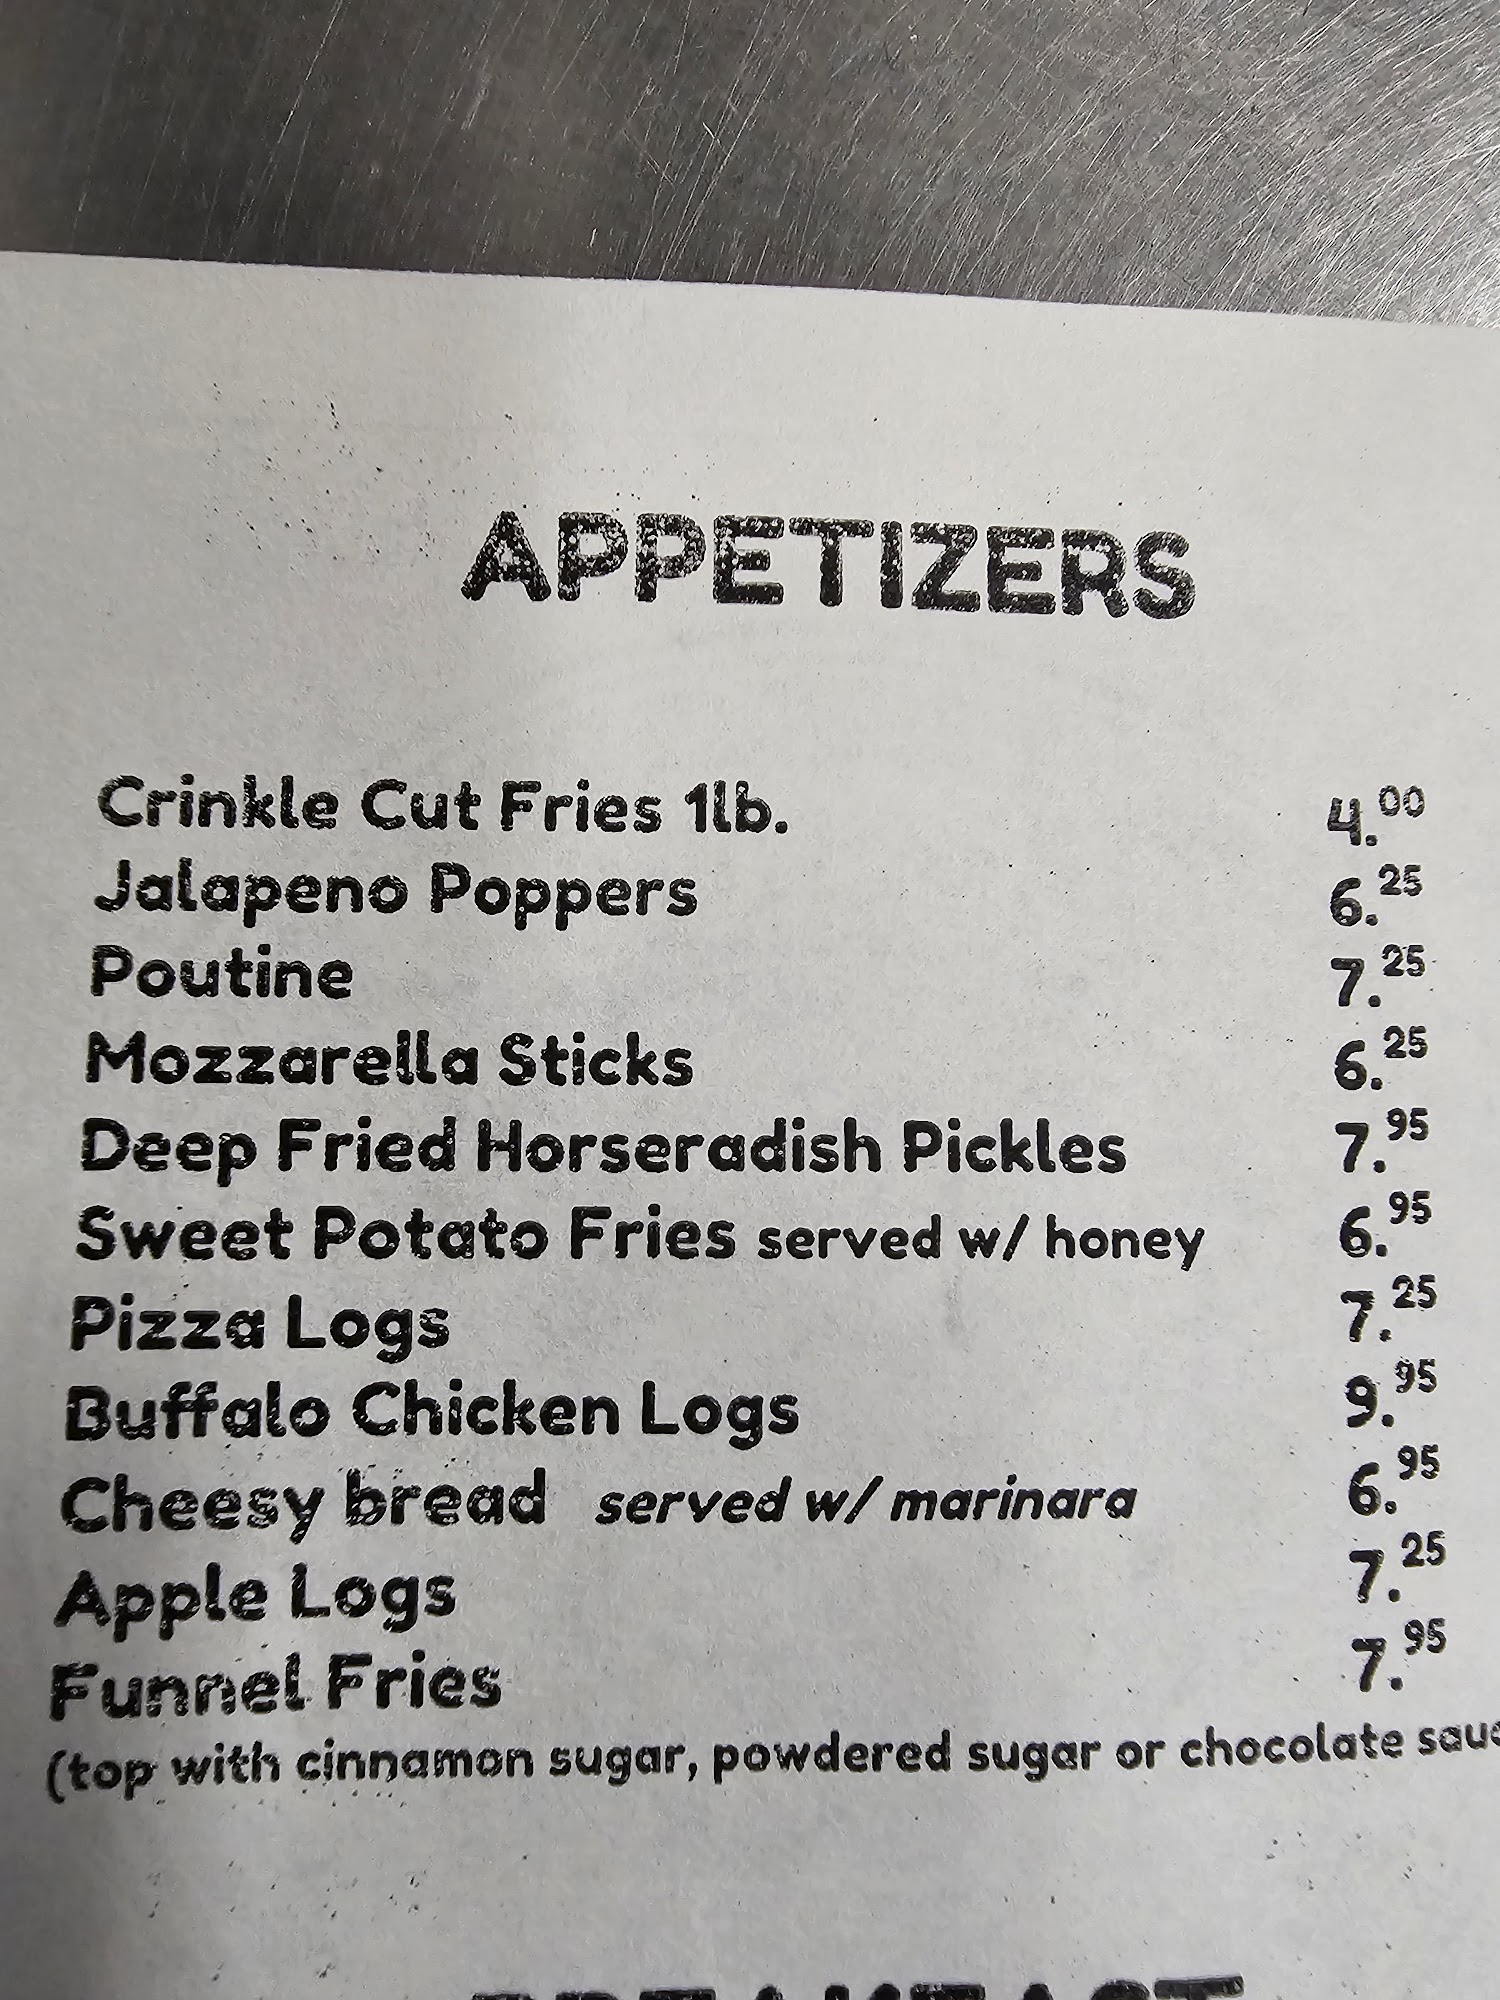 APPETIZERS
Crinkle Cut Fries 1lb. 4.00
Jalapeno Poppers 6.25
Poutine 7.25
Mozzarella Sticks 6.25
Deep Fried Horseradish Pickles 7.95
Sweet Potato Fries served w/ honey 6.95
Pizza Logs 7.25
Buffalo Chicken Logs 9.95
Cheesy bread served w/ marinara 6.95
Apple Logs 7.25
Funnel Fries 7.95
(top with cinnamon sugar, powdered sugar or chocolate